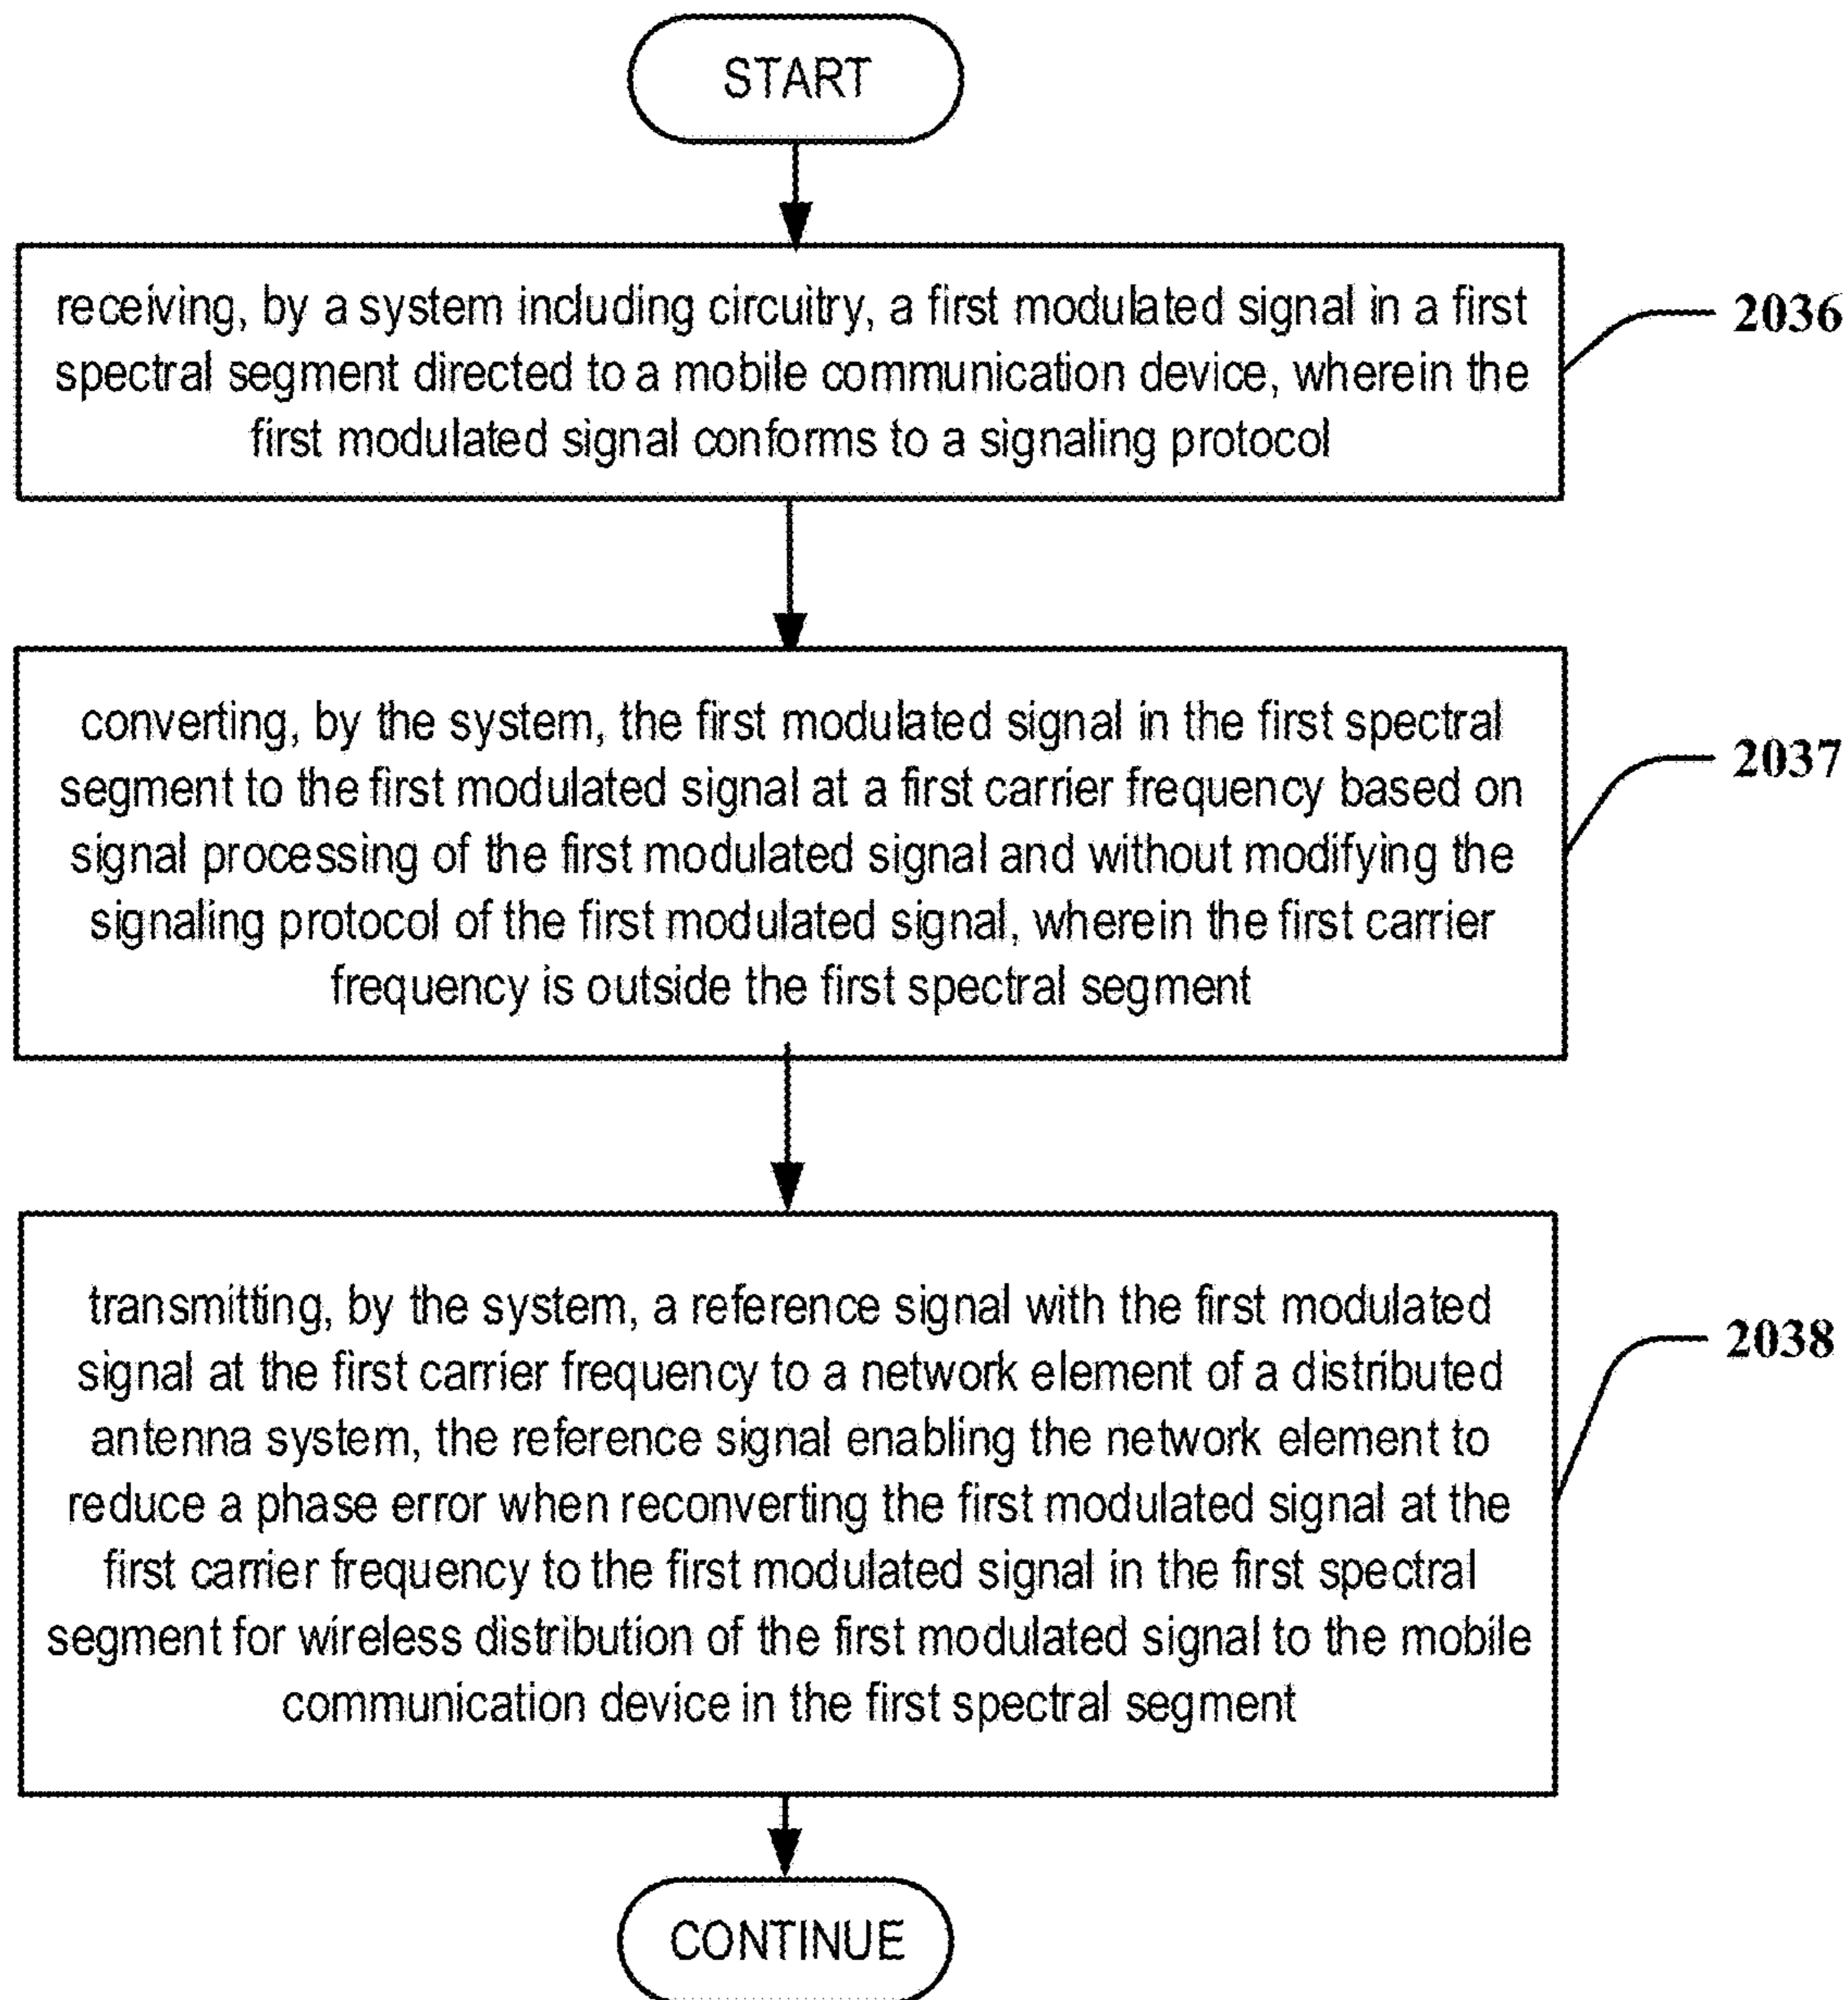 START
receiving, by a system including circuitry, a first modulated signal in a first
spectral segment directed to a mobile communication device, wherein the
first modulated signal conforms to a signaling protocol
2036
converting, by the system, the first modulated signal in the first spectral
segment to the first modulated signal at a first carrier frequency based on
signal processing of the first modulated signal and without modifying the
signaling protocol of the first modulated signal, wherein the first carrier
frequency is outside the first spectral segment
2037
transmitting, by the system, a reference signal with the first modulated
signal at the first carrier frequency to a network element of a distributed
antenna system, the reference signal enabling the network element to
reduce a phase error when reconverting the first modulated signal at the
first carrier frequency to the first modulated signal in the first spectral
segment for wireless distribution of the first modulated signal to the mobile
communication device in the first spectral segment
2038
CONTINUE